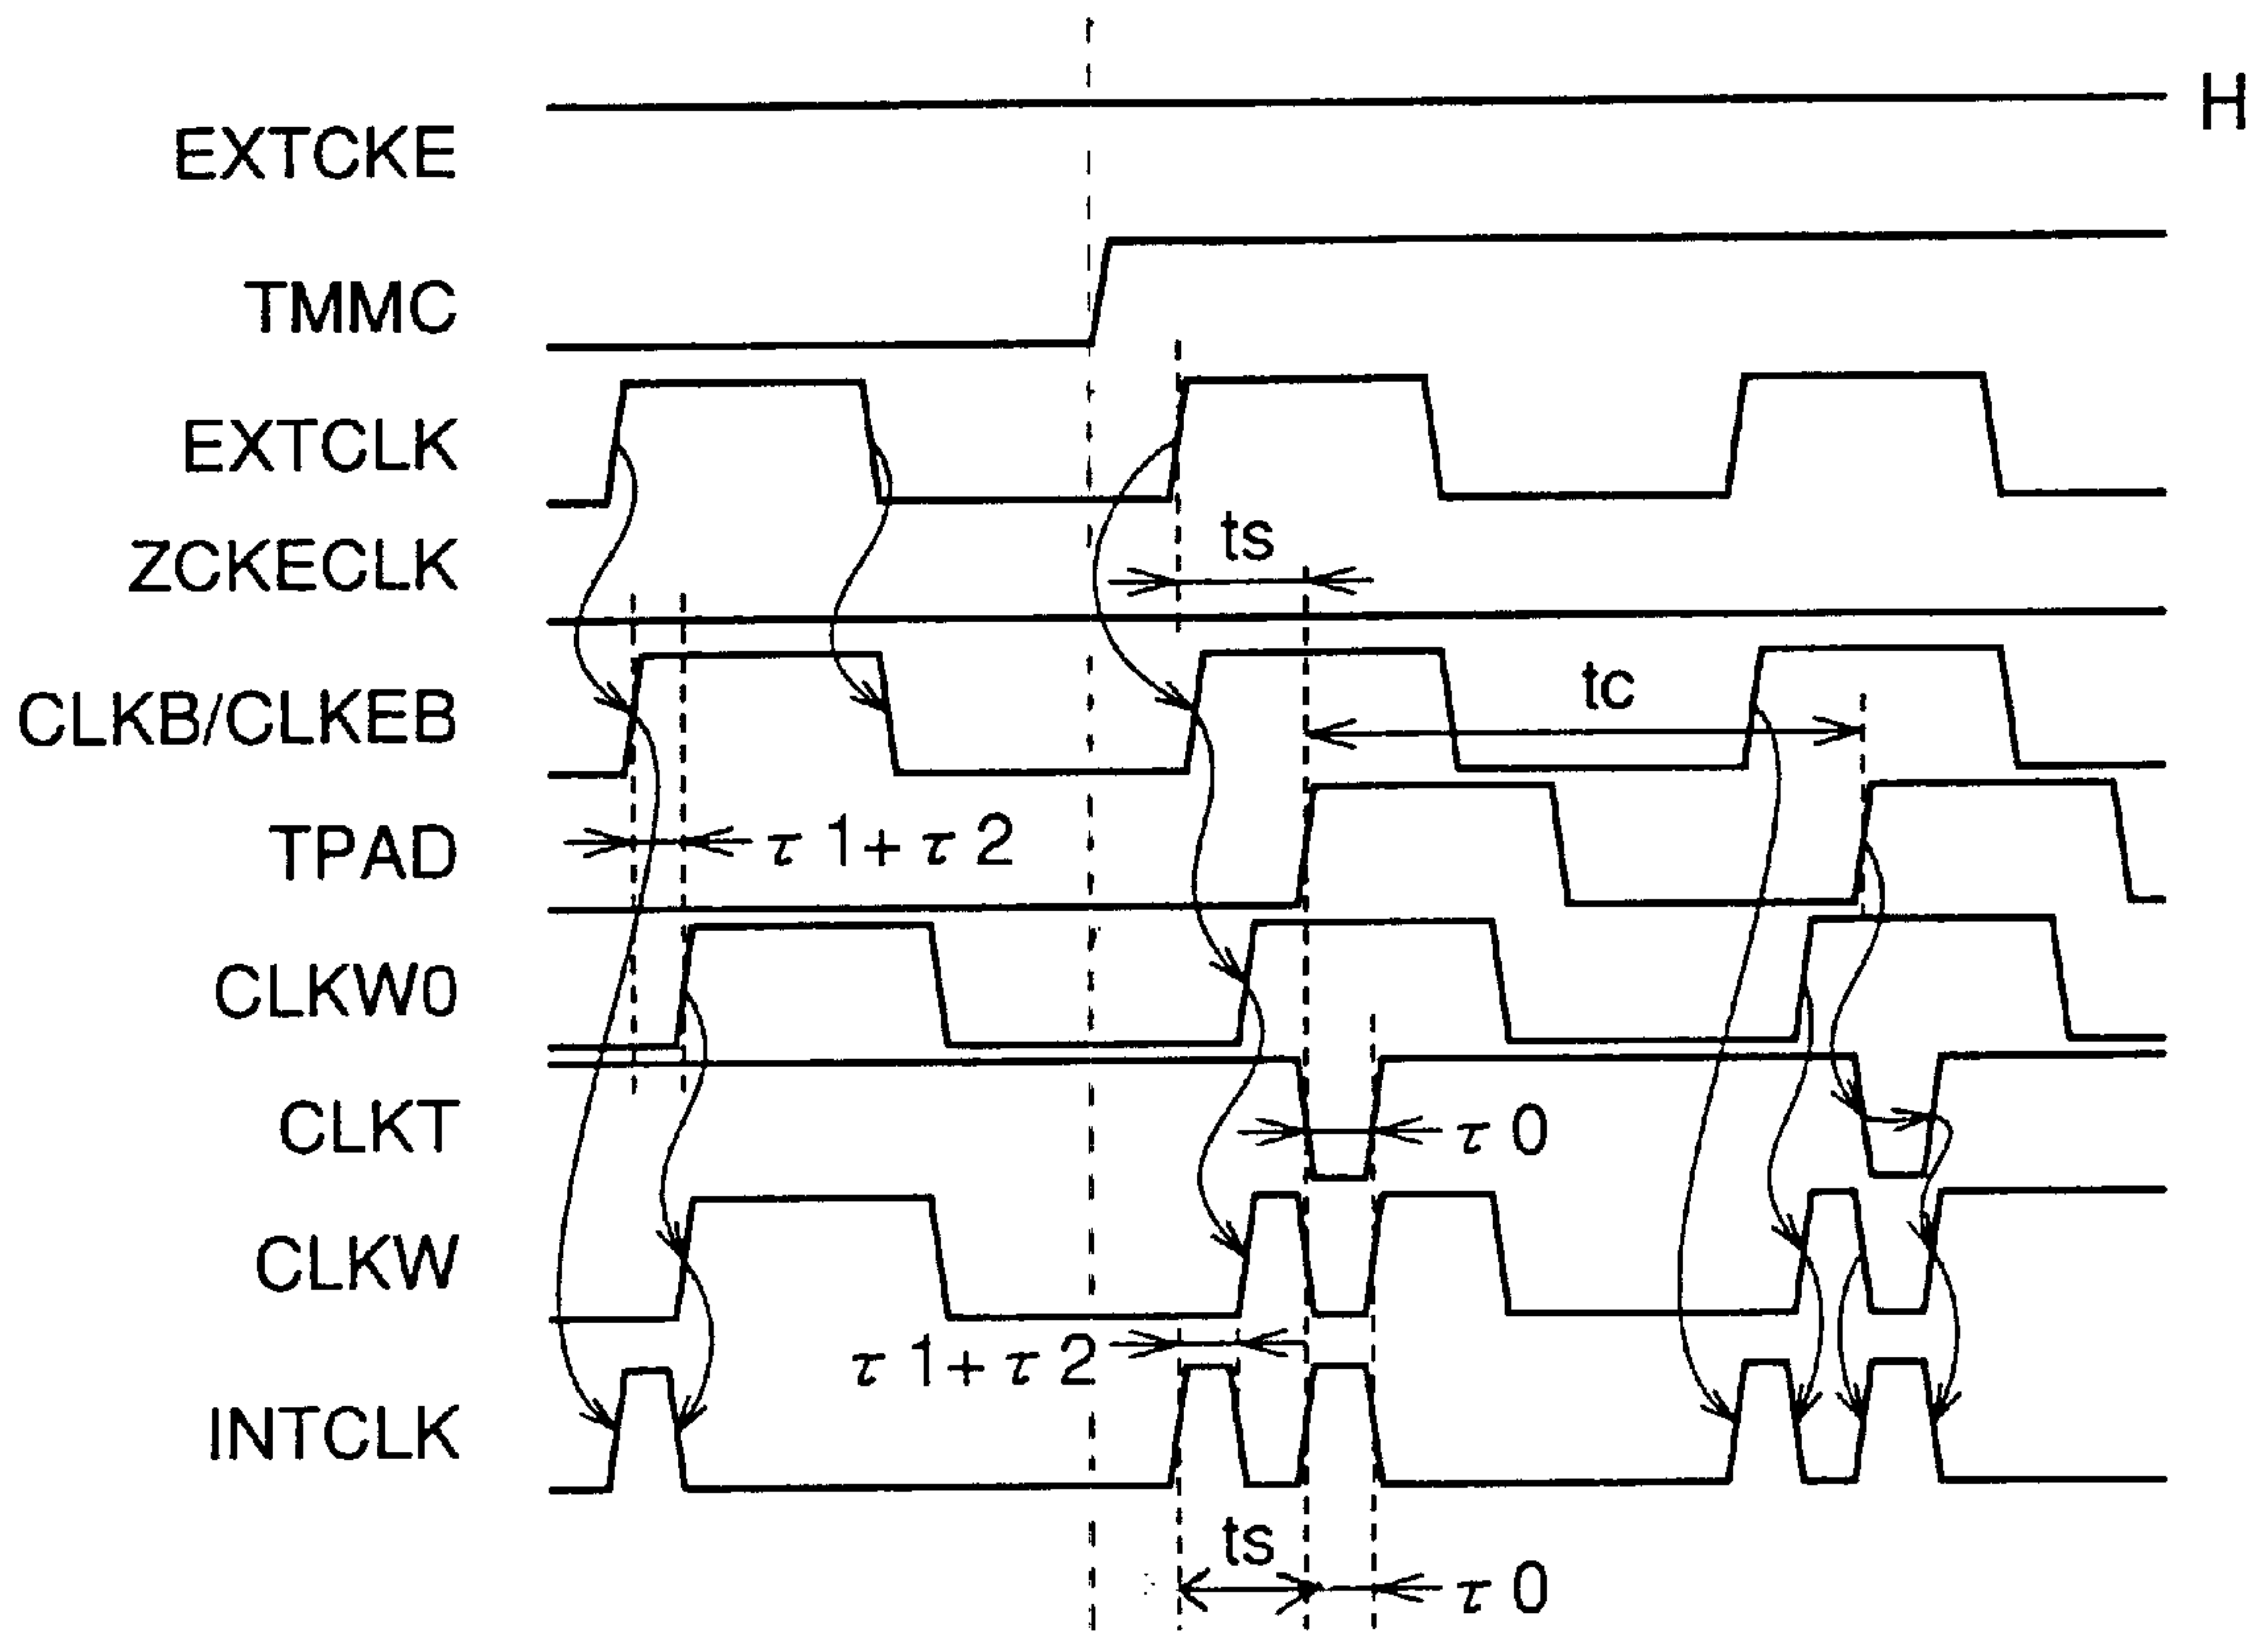 H
EXTCKE
TMMC
EXTCLK
ts
ZCKECLK
tc
CLKB/CLKEB
τ 1+ τ 2
TPAD
CLKW0
CLKT
τ 0
CLKW
τ 1+ τ 2
INTCLK
ts
τ 0